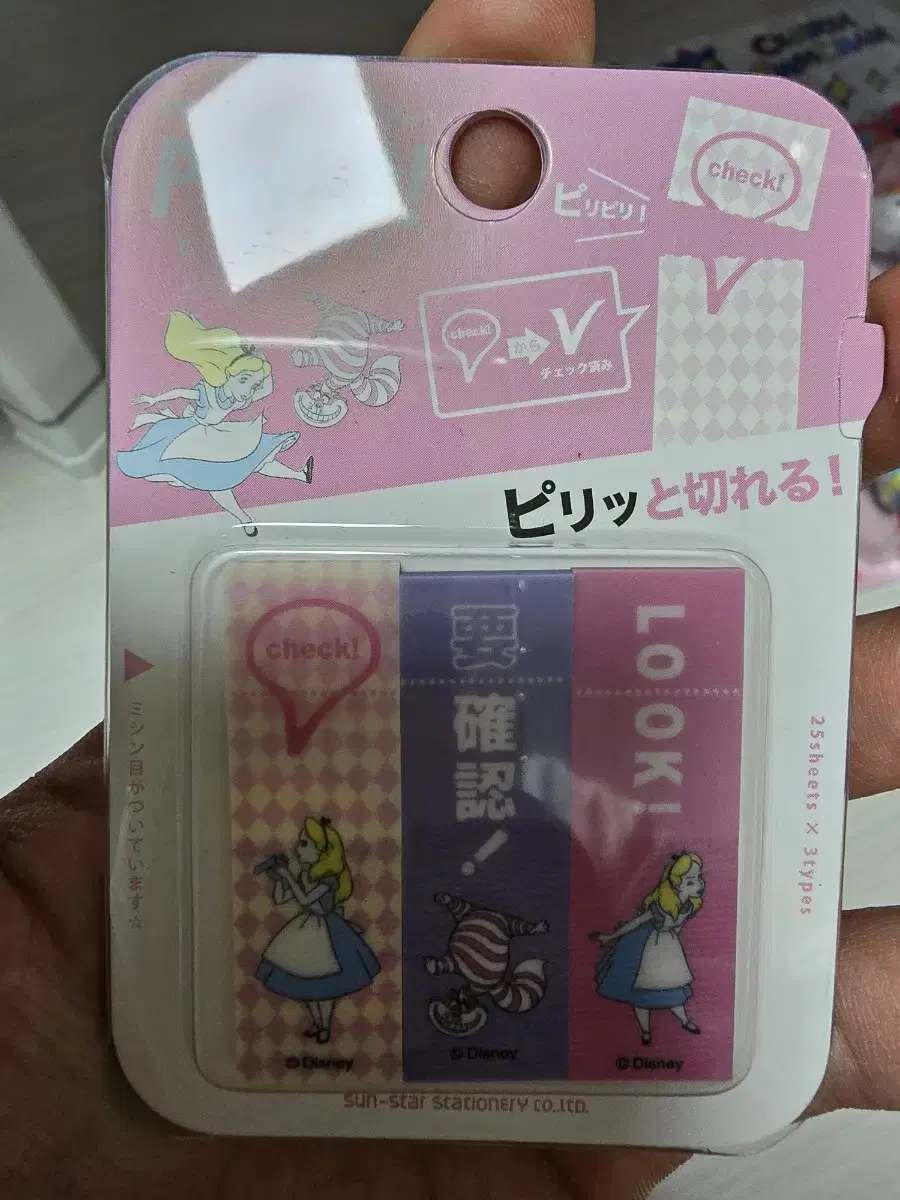 ピリピリ!
check!
check!
から
チェック済み
ピリッと切れる!
check!
要確認!
LOOK!
ミシン目がついています☆
25sheets × 3types
© Disney
© Disney
© Disney
sun-star stationery co.,ltd.